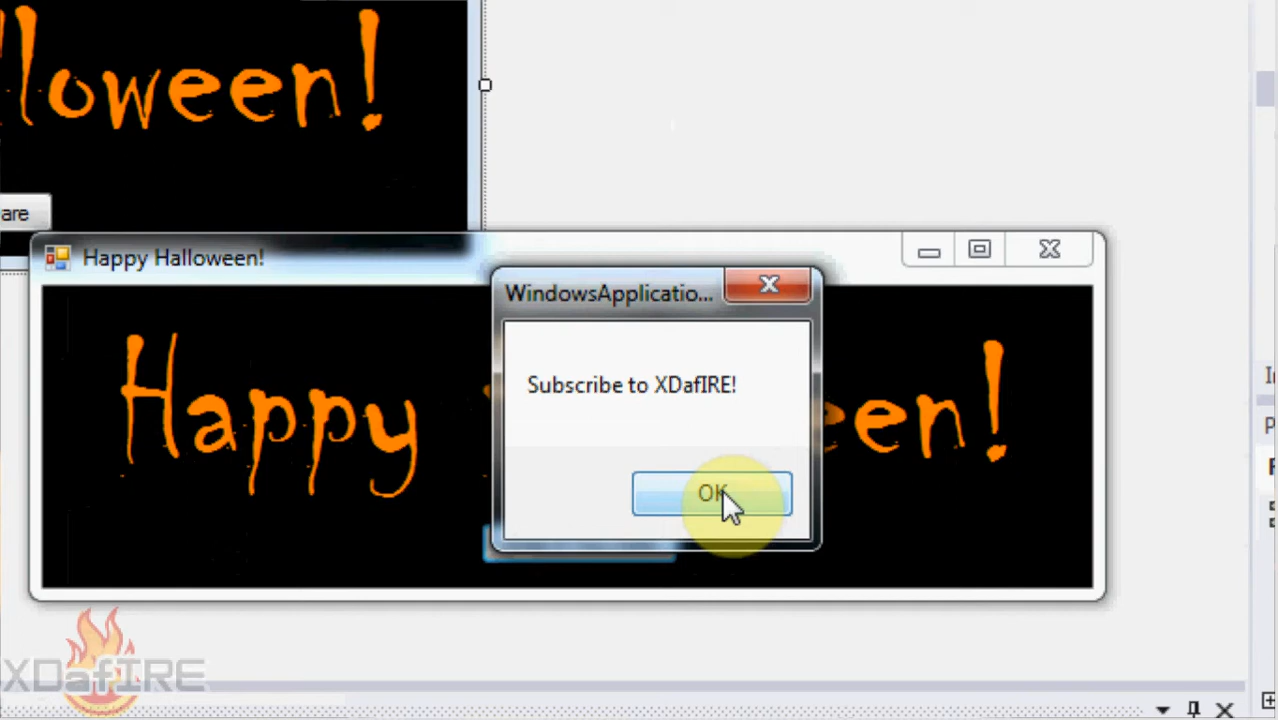 lloween!
are
Happy Halloween!
WindowsApplicatio...
Subscribe to XDafIRE!
Happy
een!
OK
XDafIRE